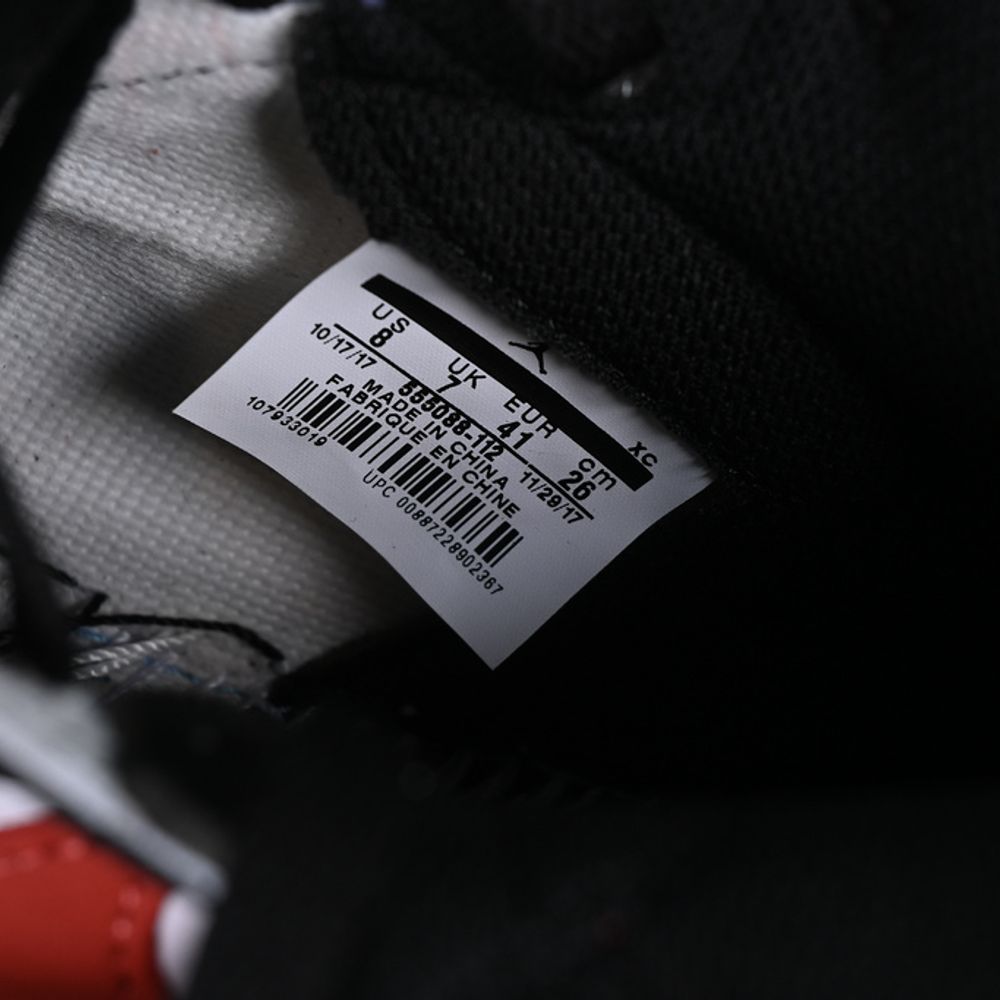 XC
US UK EUR cm
8 7 41 26
10/17/17 555088-112 11/29/17
MADE IN CHINA
FABRIQUE EN CHINE
107933019
UPC 00887228902367